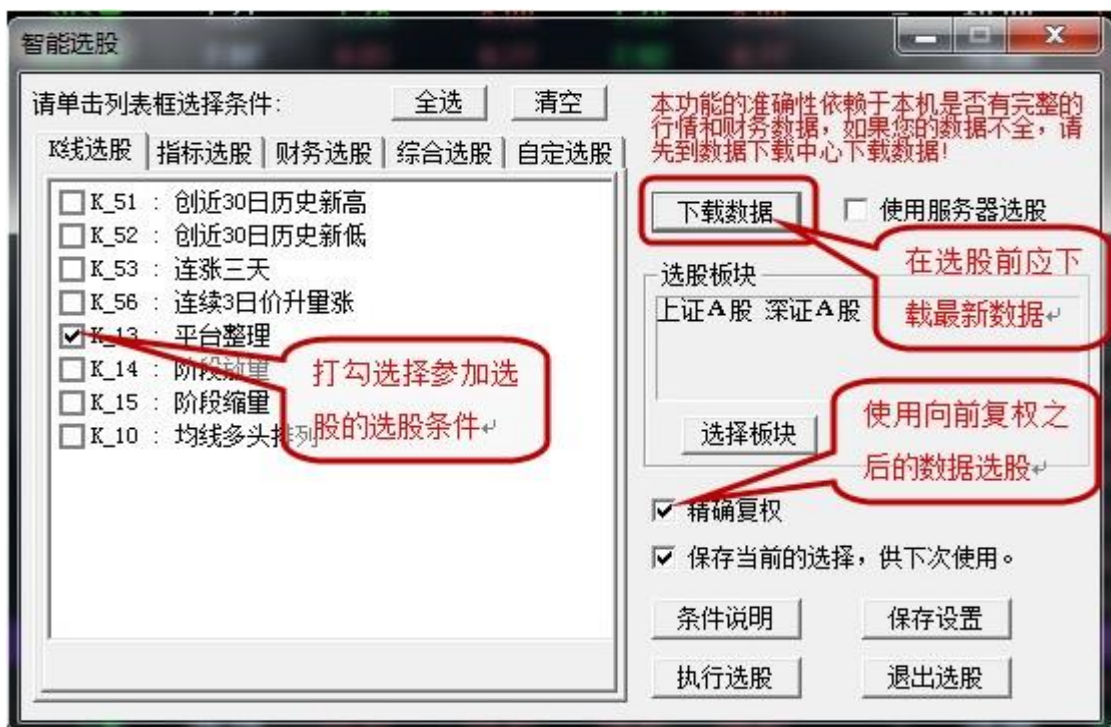 智能选股
请单击列表框选择条件:
全选
清空
K线选股
指标选股
财务选股
综合选股
自定选股
K_51 : 创近30日历史新高
K_52 : 创近30日历史新低
K_53 : 连涨三天
K_56 : 连续3日价升量涨
K_13 : 平台整理
K_14 : 阶段放量
K_15 : 阶段缩量
K_10 : 均线多头排列
打勾选择参加选
股的选股条件
本功能的准确性依赖于本机是否有完整的
行情和财务数据，如果您的数据不全，请
先到数据下载中心下载数据!
下载数据
使用服务器选股
在选股前应下
载最新数据
选股板块
上证A股 深证A股
选择板块
使用向前复权之
后的数据选股
精确复权
保存当前的选择，供下次使用。
条件说明
保存设置
执行选股
退出选股